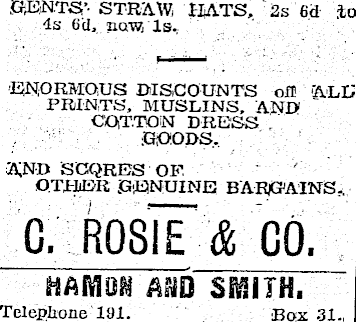 GENTS' STRAW HATS, 2s 6d to
4s 6d, now 1s.
ENORMOUS DISCOUNTS off ALL
PRINTS, MUSLINS, AND
COTTON DRESS
GOODS.
AND SCORES OF
OTHER GENUINE BARGAINS.
C. ROSIE & CO.
HAMON AND SMITH.
Telephone 191. Box 31.